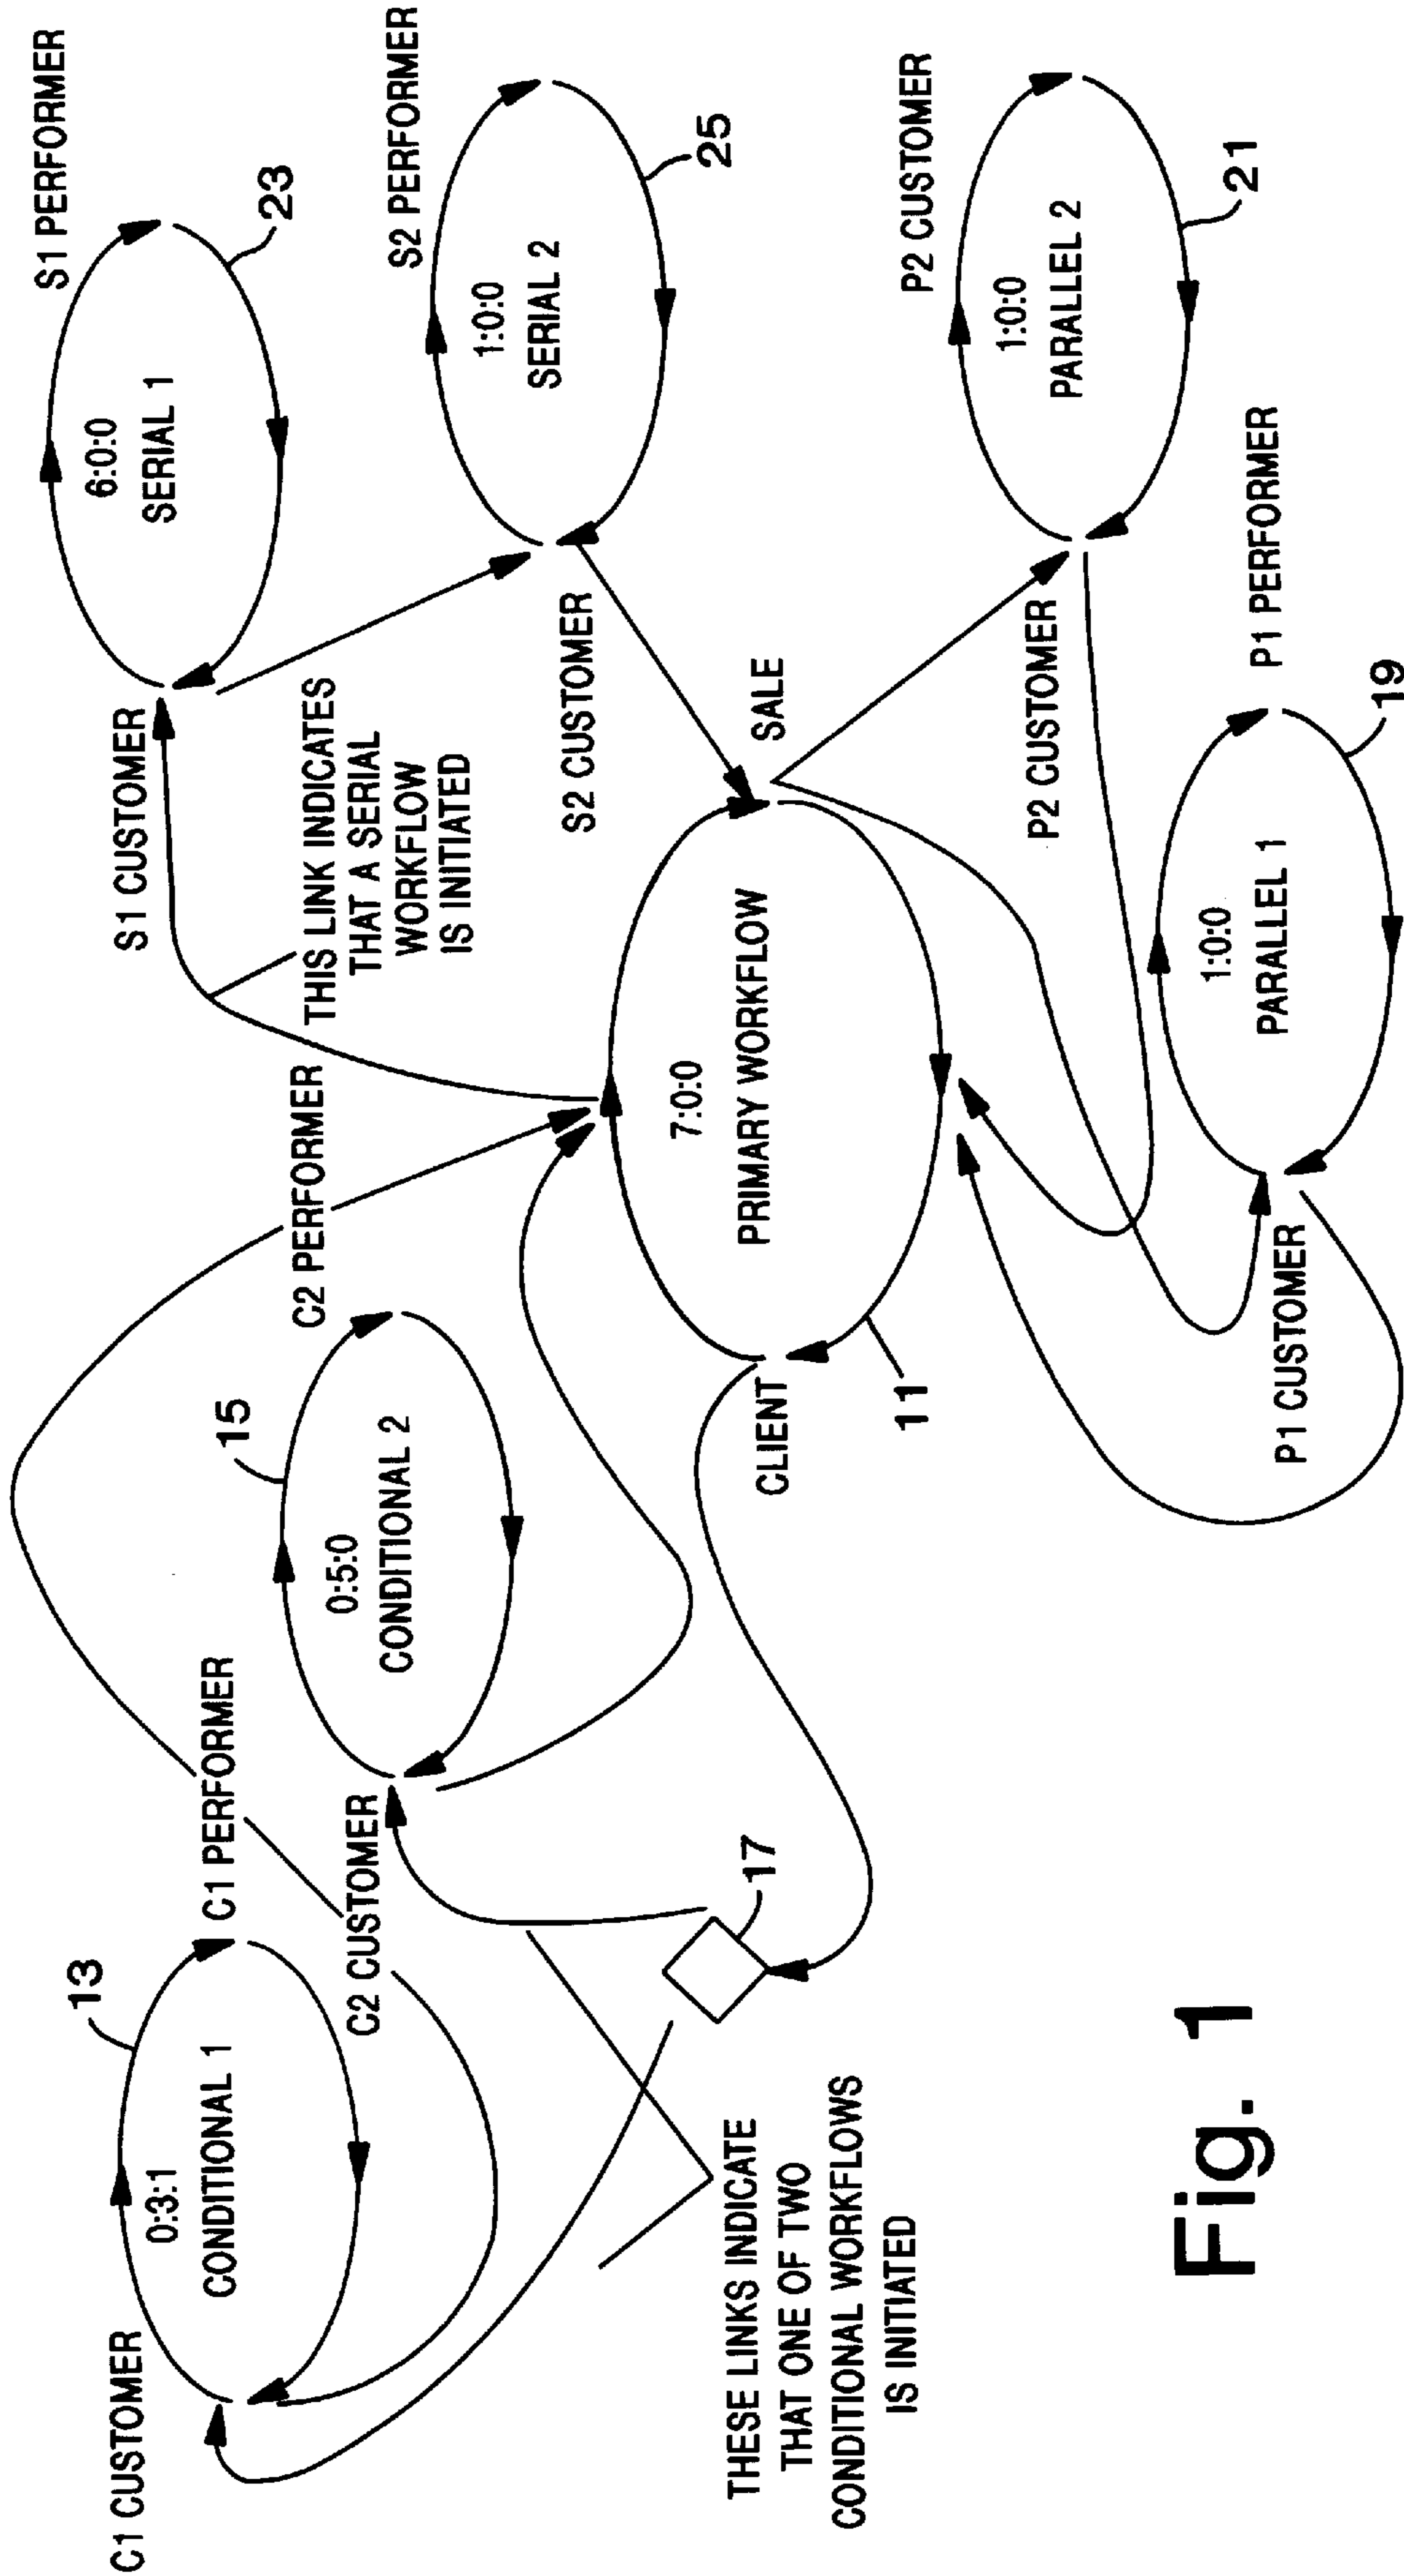 C1 CUSTOMER
0:3:1
CONDITIONAL 1
13
C1 PERFORMER
C2 CUSTOMER
0:5:0
CONDITIONAL 2
15
C2 PERFORMER
THESE LINKS INDICATE
THAT ONE OF TWO
CONDITIONAL WORKFLOWS
IS INITIATED
17
CLIENT
7:0:0
PRIMARY WORKFLOW
11
SALE
THIS LINK INDICATES
THAT A SERIAL
WORKFLOW
IS INITIATED
S1 CUSTOMER
6:0:0
SERIAL 1
S1 PERFORMER
23
S2 CUSTOMER
1:0:0
SERIAL 2
S2 PERFORMER
25
P2 CUSTOMER
1:0:0
PARALLEL 2
P2 CUSTOMER
21
P1 CUSTOMER
1:0:0
PARALLEL 1
P1 PERFORMER
19
Fig. 1